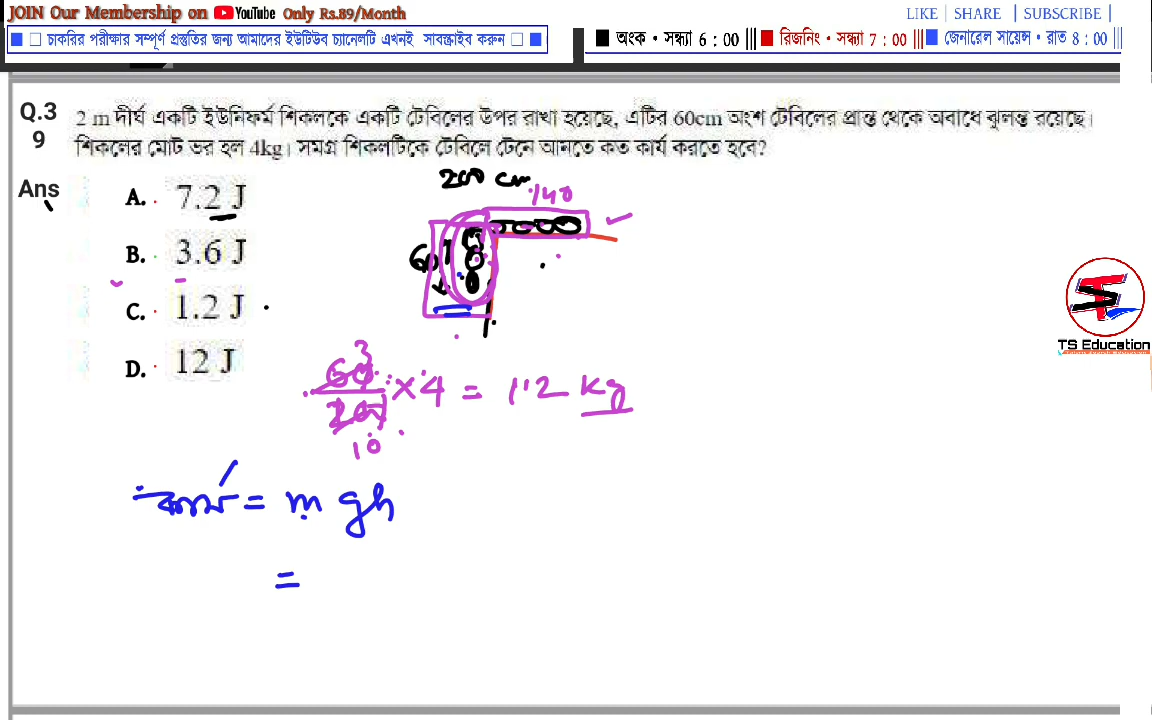 JOIN Our Membership on YouTube Only Rs.89/Month
LIKE | SHARE | SUBSCRIBE |
■ □ চাকরির পরীক্ষার সম্পূর্ণ প্রস্তুতির জন্য আমাদের ইউটিউব চ্যানেলটি এখনই সাবস্ক্রাইব করুন □ ■
■ অংক • সন্ধ্যা 6 : 00 ||| ■ রিজনিং • সন্ধ্যা 7 : 00 ||| ■ জেনারেল সায়েন্স • রাত 8 : 00 |||
Q.39 2 m দীর্ঘ একটি ইউনিফর্ম শিকলকে একটি টেবিলের উপর রাখা হয়েছে, এটির 60cm অংশ টেবিলের প্রান্ত থেকে অবাধে ঝুলন্ত রয়েছে।
শিকলের মোট ভর হল 4kg। সমগ্র শিকলটিকে টেবিলে টেনে আনতে কত কার্য করতে হবে?
Ans
A. 7.2 J
B. 3.6 J
C. 1.2 J
D. 12 J
200 cm
140
60
TS Education
3
60/200 × 4 = 1.2 kg
10
কার্য = m gh
=